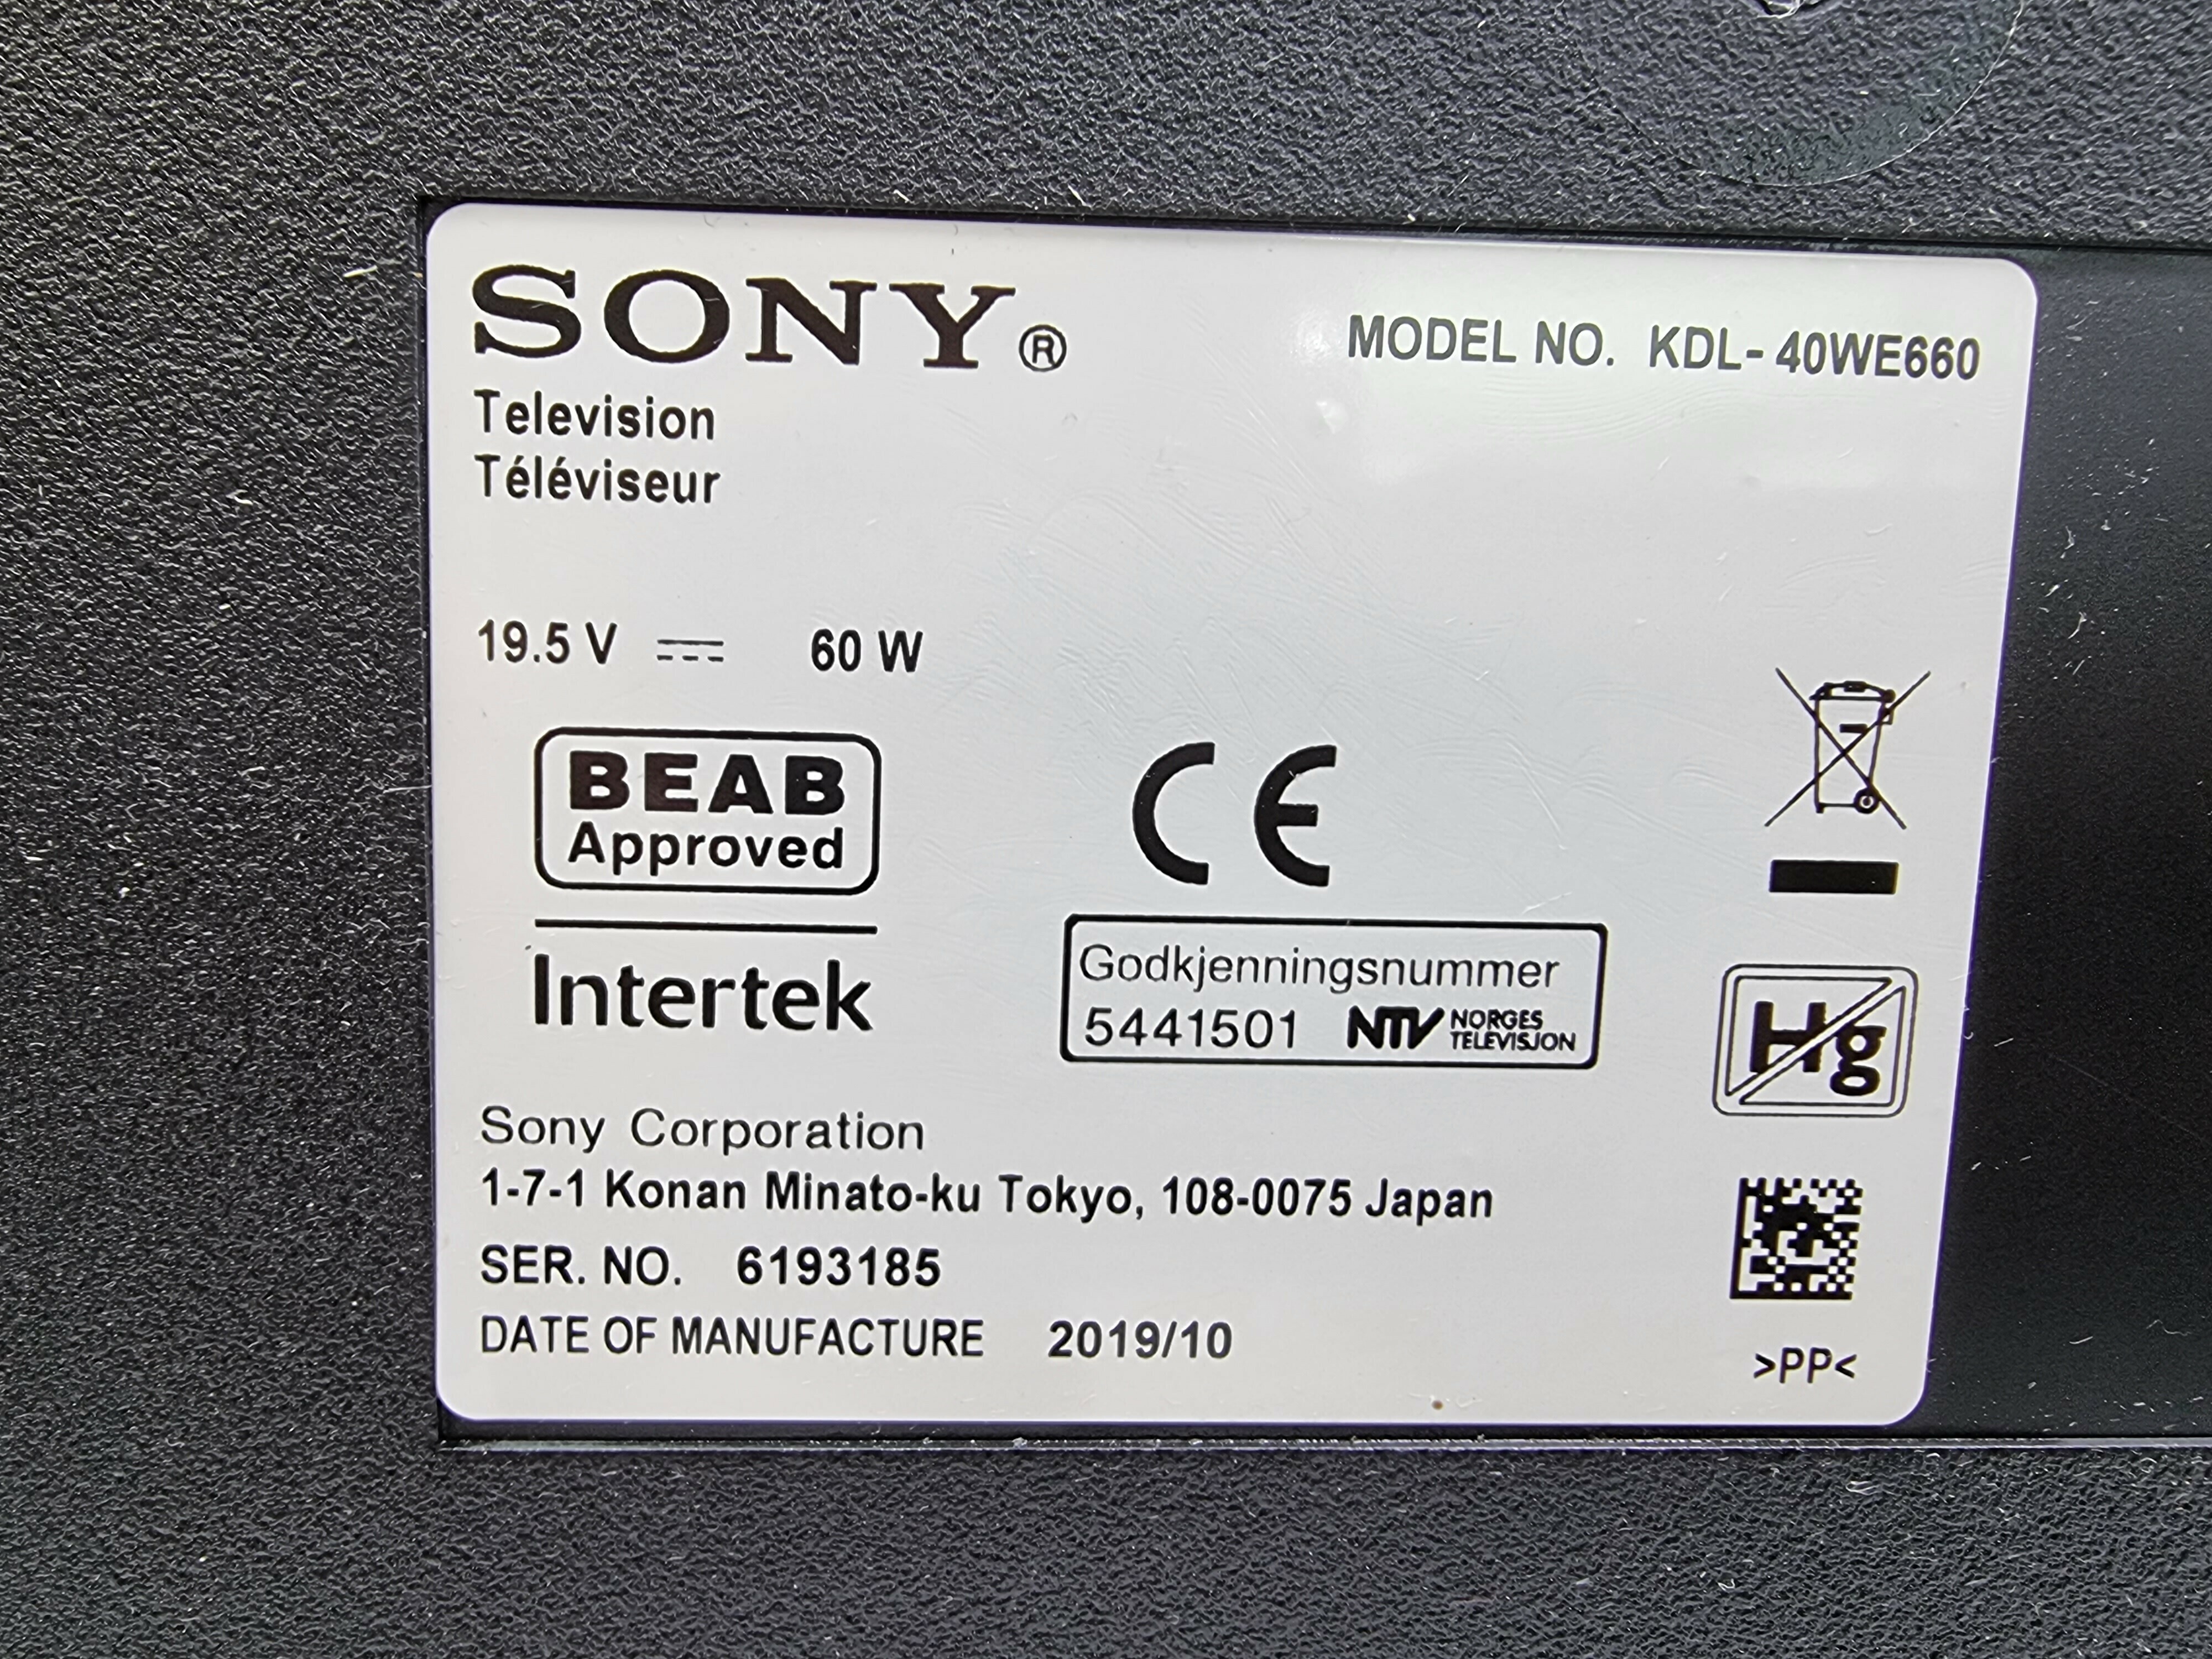 SONY®
MODEL NO. KDL-40WE660
Television
Téléviseur
19.5 V 60 W
BEAB
Approved
CE
Intertek
Godkjenningsnummer
5441501 NTV NORGES
TELEVISJON
Hg
Sony Corporation
1-7-1 Konan Minato-ku Tokyo, 108-0075 Japan
SER. NO. 6193185
DATE OF MANUFACTURE 2019/10
>PP<